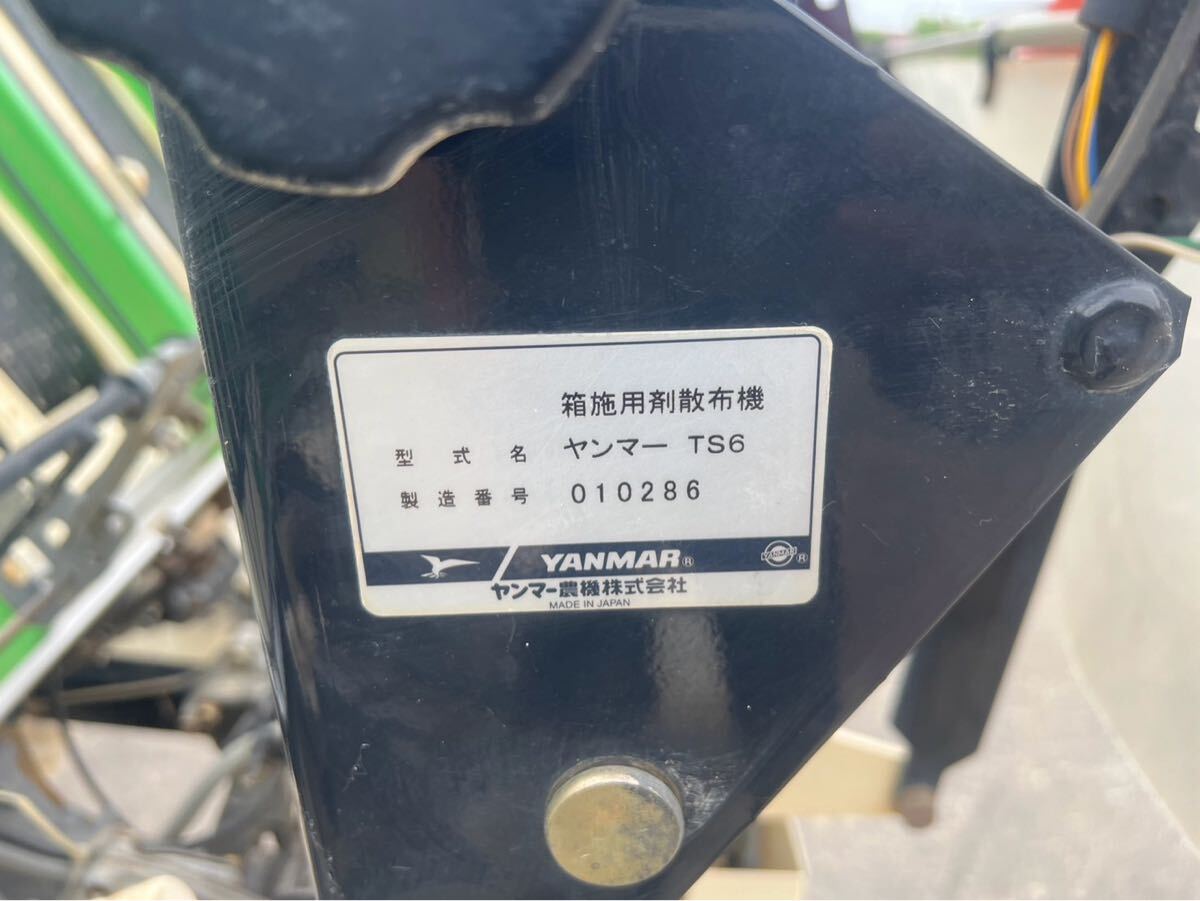 箱施用剤散布機
型式名 ヤンマー TS6
製造番号 010286
YANMAR® YANMAR ®
ヤンマー農機株式会社
MADE IN JAPAN